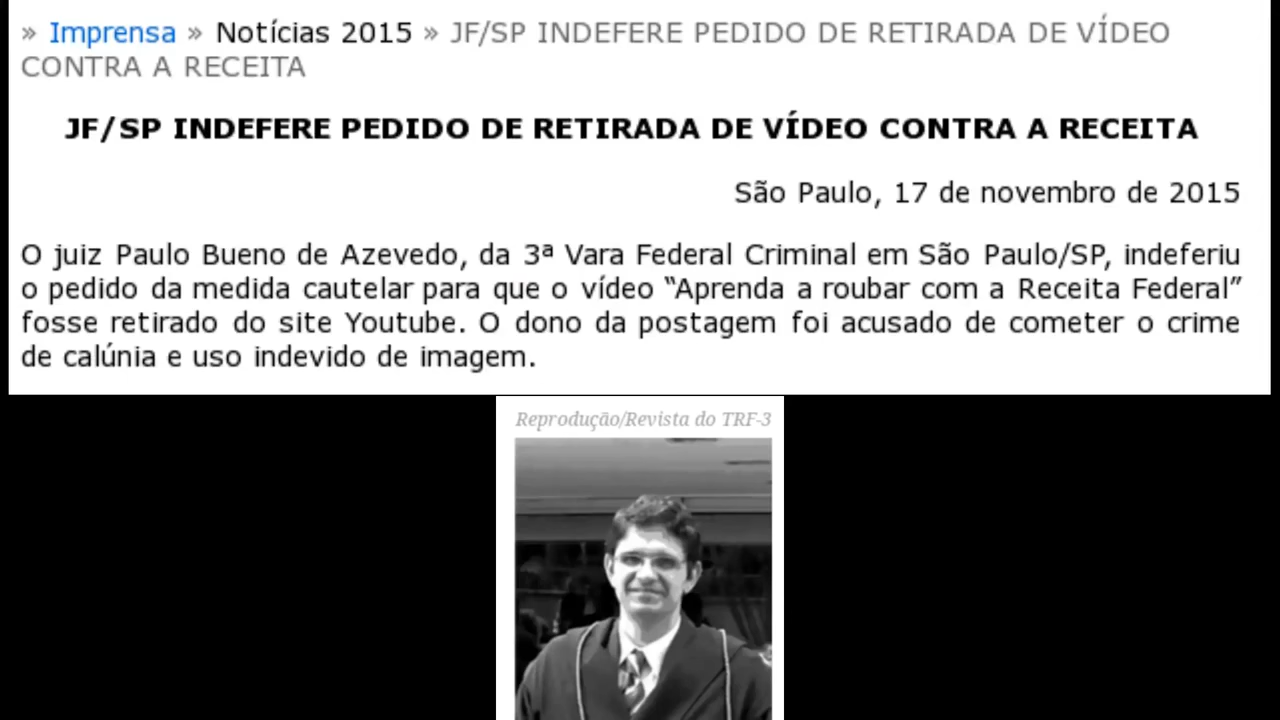 » Imprensa » Notícias 2015 » JF/SP INDEFERE PEDIDO DE RETIRADA DE VÍDEO
CONTRA A RECEITA
JF/SP INDEFERE PEDIDO DE RETIRADA DE VÍDEO CONTRA A RECEITA
São Paulo, 17 de novembro de 2015
O juiz Paulo Bueno de Azevedo, da 3ª Vara Federal Criminal em São Paulo/SP, indeferiu
o pedido da medida cautelar para que o vídeo “Aprenda a roubar com a Receita Federal”
fosse retirado do site Youtube. O dono da postagem foi acusado de cometer o crime
de calúnia e uso indevido de imagem.
Reprodução/Revista do TRF-3